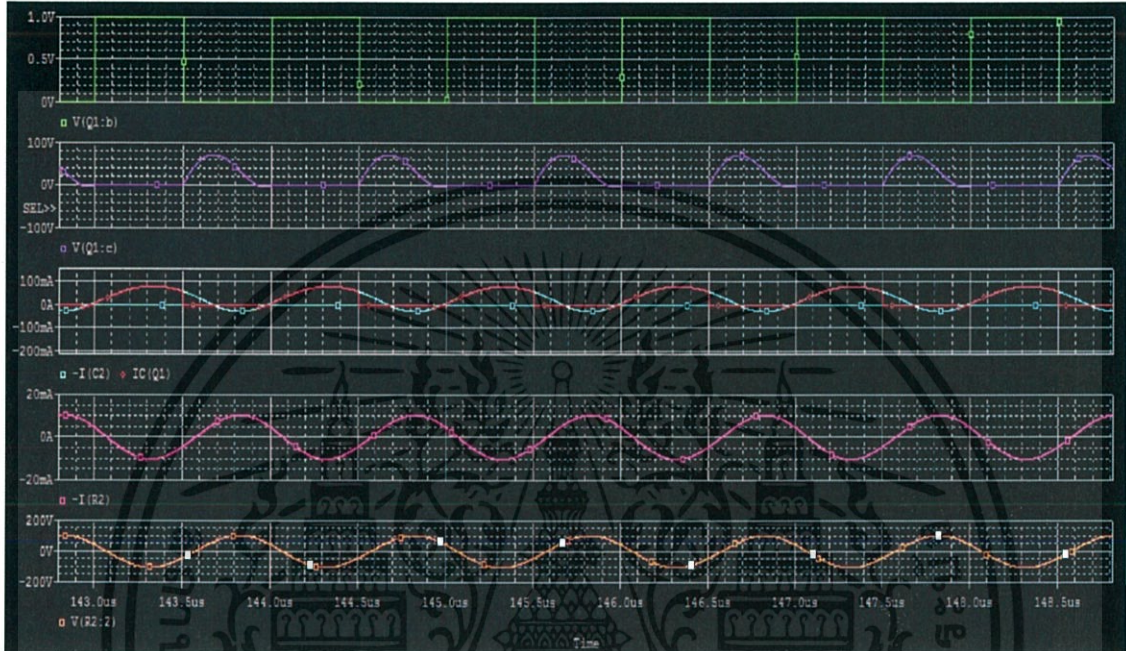 1.0V
0.5V
0V
V(Q1:b)
100V
0V
SEL>>
-100V
V(Q1:c)
100mA
0A
-100mA
-200mA
-I(C2) IC(Q1)
20mA
0A
-20mA
-I(R2)
200V
0V
-200V
143.0us 143.5us 144.0us 144.5us 145.0us 145.5us 146.0us 146.5us 147.0us 147.5us 148.0us 148.5us
V(R2:2)
Time